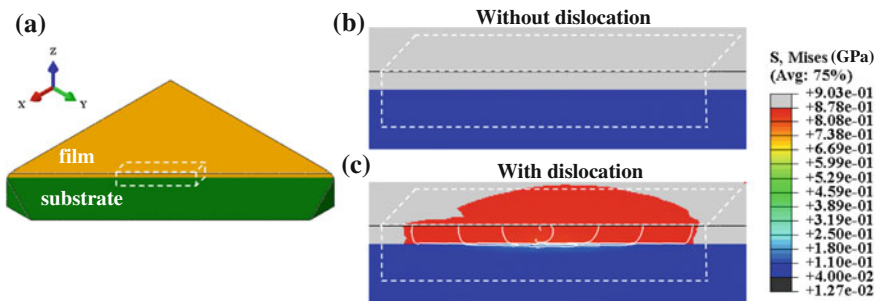 (a)
Z
X
Y
film
substrate
(b)
Without dislocation
(c)
With dislocation
S, Mises (GPa)
(Avg: 75%)
+9.03e-01
+8.78e-01
+8.08e-01
+7.38e-01
+6.69e-01
+5.99e-01
+5.29e-01
+4.59e-01
+3.89e-01
+3.19e-01
+2.50e-01
+1.80e-01
+1.10e-01
+4.00e-02
+1.27e-02